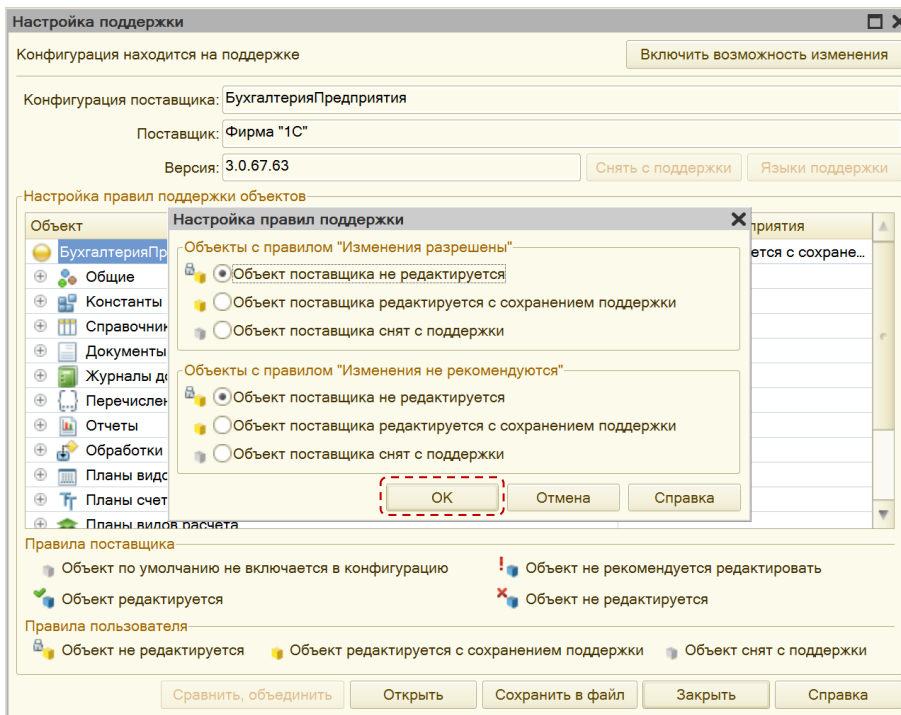 Настройка поддержки
Конфигурация находится на поддержке
Включить возможность изменения
Конфигурация поставщика: БухгалтерияПредприятия
Поставщик: Фирма "1С"
Версия: 3.0.67.63
Снять с поддержки
Языки поддержки
Настройка правил поддержки объектов
Объект
приятия
БухгалтерияПр
ется с сохране...
Общие
Константы
Справочник
Документы
Журналы до
Перечислен
Отчеты
Обработки
Планы видо
Планы счет
Планы видов расчета
Настройка правил поддержки
Объекты с правилом "Изменения разрешены"
Объект поставщика не редактируется
Объект поставщика редактируется с сохранением поддержки
Объект поставщика снят с поддержки
Объекты с правилом "Изменения не рекомендуются"
Объект поставщика не редактируется
Объект поставщика редактируется с сохранением поддержки
Объект поставщика снят с поддержки
OK
Отмена
Справка
Правила поставщика
Объект по умолчанию не включается в конфигурацию
Объект не рекомендуется редактировать
Объект редактируется
Объект не редактируется
Правила пользователя
Объект не редактируется
Объект редактируется с сохранением поддержки
Объект снят с поддержки
Сравнить, объединить
Открыть
Сохранить в файл
Закрыть
Справка